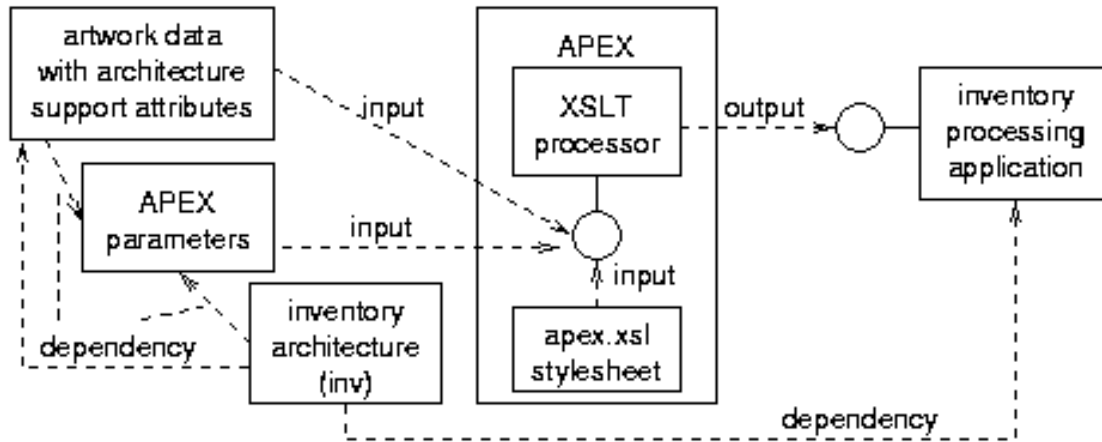 artwork data
with architecture
support attributes
APEX
parameters
inventory
architecture
(inv)
dependency
input
input
APEX
XSLT
processor
input
apex.xsl
stylesheet
output
inventory
processing
application
dependency